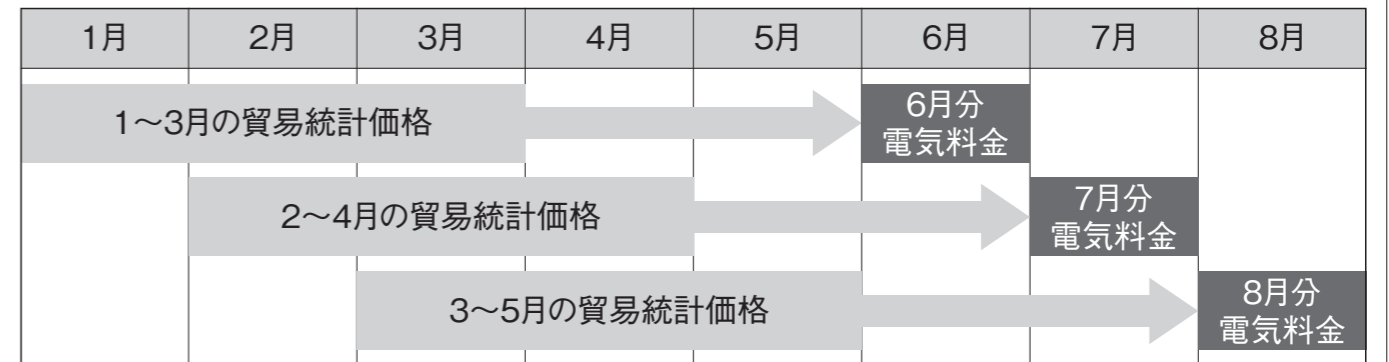 1月 2月 3月 4月 5月 6月 7月 8月
1〜3月の貿易統計価格
6月分
電気料金
2〜4月の貿易統計価格
7月分
電気料金
3〜5月の貿易統計価格
8月分
電気料金